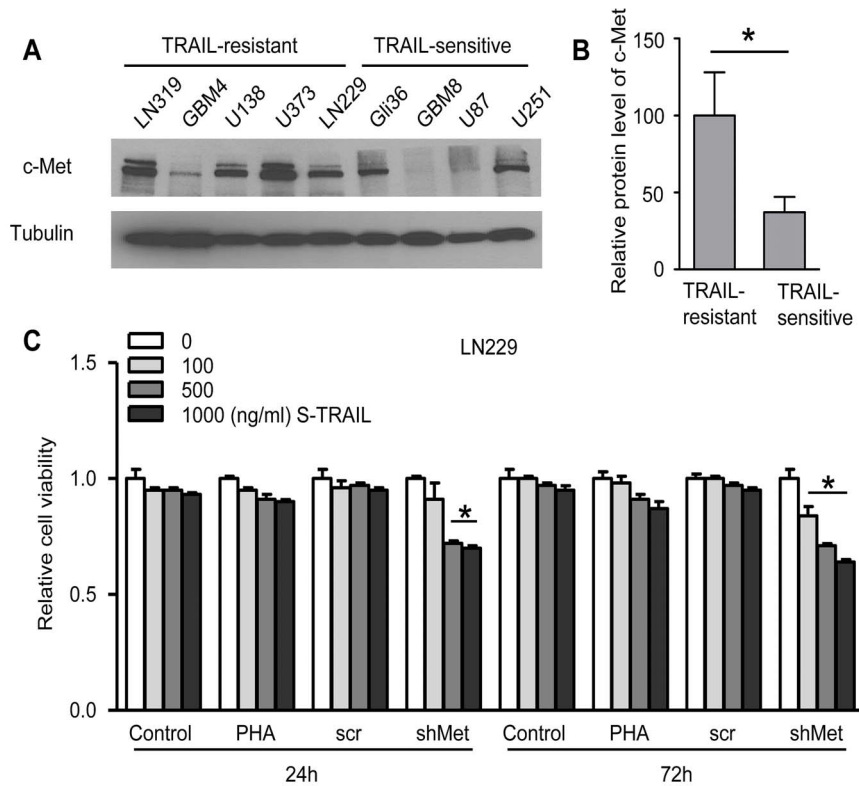 A
TRAIL-resistant
TRAIL-sensitive
LN319
GBM4
U138
U373
LN229
Gli36
GBM8
U87
U251
c-Met
Tubulin
B
Relative protein level of c-Met
150
100
50
0
*
TRAIL-
resistant
TRAIL-
sensitive
C
LN229
0
100
500
1000 (ng/ml) S-TRAIL
Relative cell viability
1.5
1.0
0.5
0.0
*
*
Control
PHA
scr
shMet
Control
PHA
scr
shMet
24h
72h